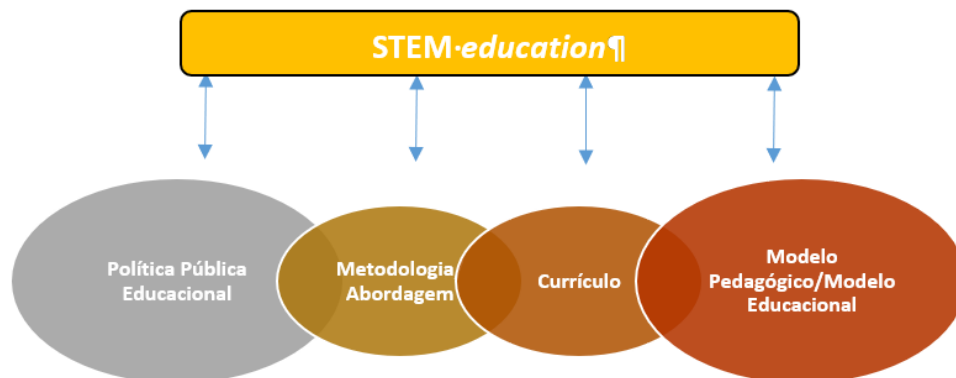 STEM·education¶
Política Pública
Educacional
Metodologia
Abordagem
Currículo
Modelo
Pedagógico/Modelo
Educacional